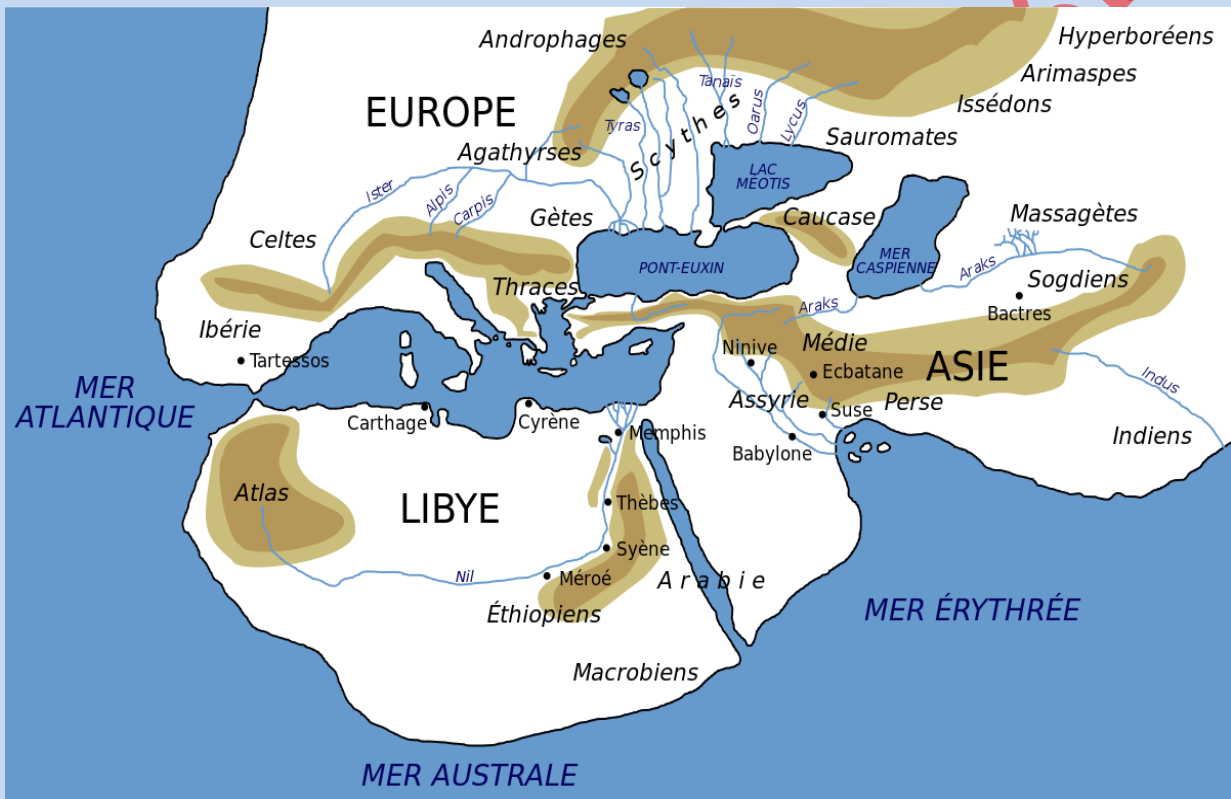 Androphages
Hyperboréens
Arimaspes
Issédons
EUROPE
Tanaïs
Oarus
Lycus
Tyras
Scythes
Sauromates
Agathyrses
LAC
MÉOTIS
Ister
Alpis
Carpis
Gètes
Caucase
Massagètes
Celtes
PONT-EUXIN
MER
CASPIENNE
Araks
Sogdiens
Thraces
Araks
Bactres
Ibérie
Tartessos
Ninive
Médie
Ecbatane
ASIE
Indus
MER
ATLANTIQUE
Assyrie
Suse
Perse
Carthage
Cyrène
Memphis
Babylone
Indiens
Atlas
LIBYE
Thèbes
Syène
Nil
Méroé
Arabie
Éthiopiens
MER ÉRYTHRÉE
Macrobiens
MER AUSTRALE